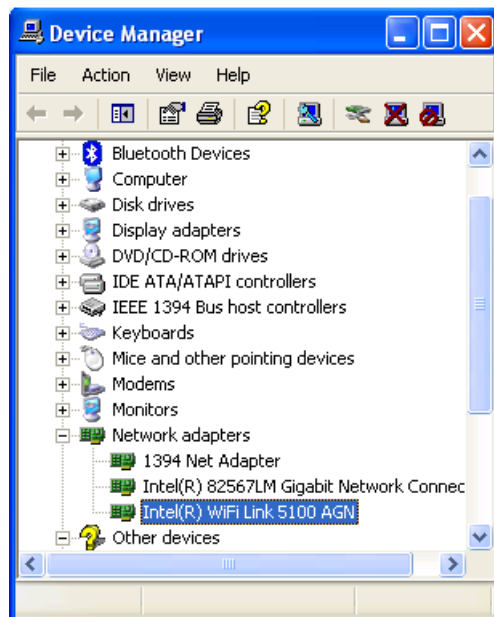 Device Manager
File Action View Help
Bluetooth Devices
Computer
Disk drives
Display adapters
DVD/CD-ROM drives
IDE ATA/ATAPI controllers
IEEE 1394 Bus host controllers
Keyboards
Mice and other pointing devices
Modems
Monitors
Network adapters
1394 Net Adapter
Intel(R) 82567LM Gigabit Network Connec
Intel(R) WiFi Link 5100 AGN
Other devices